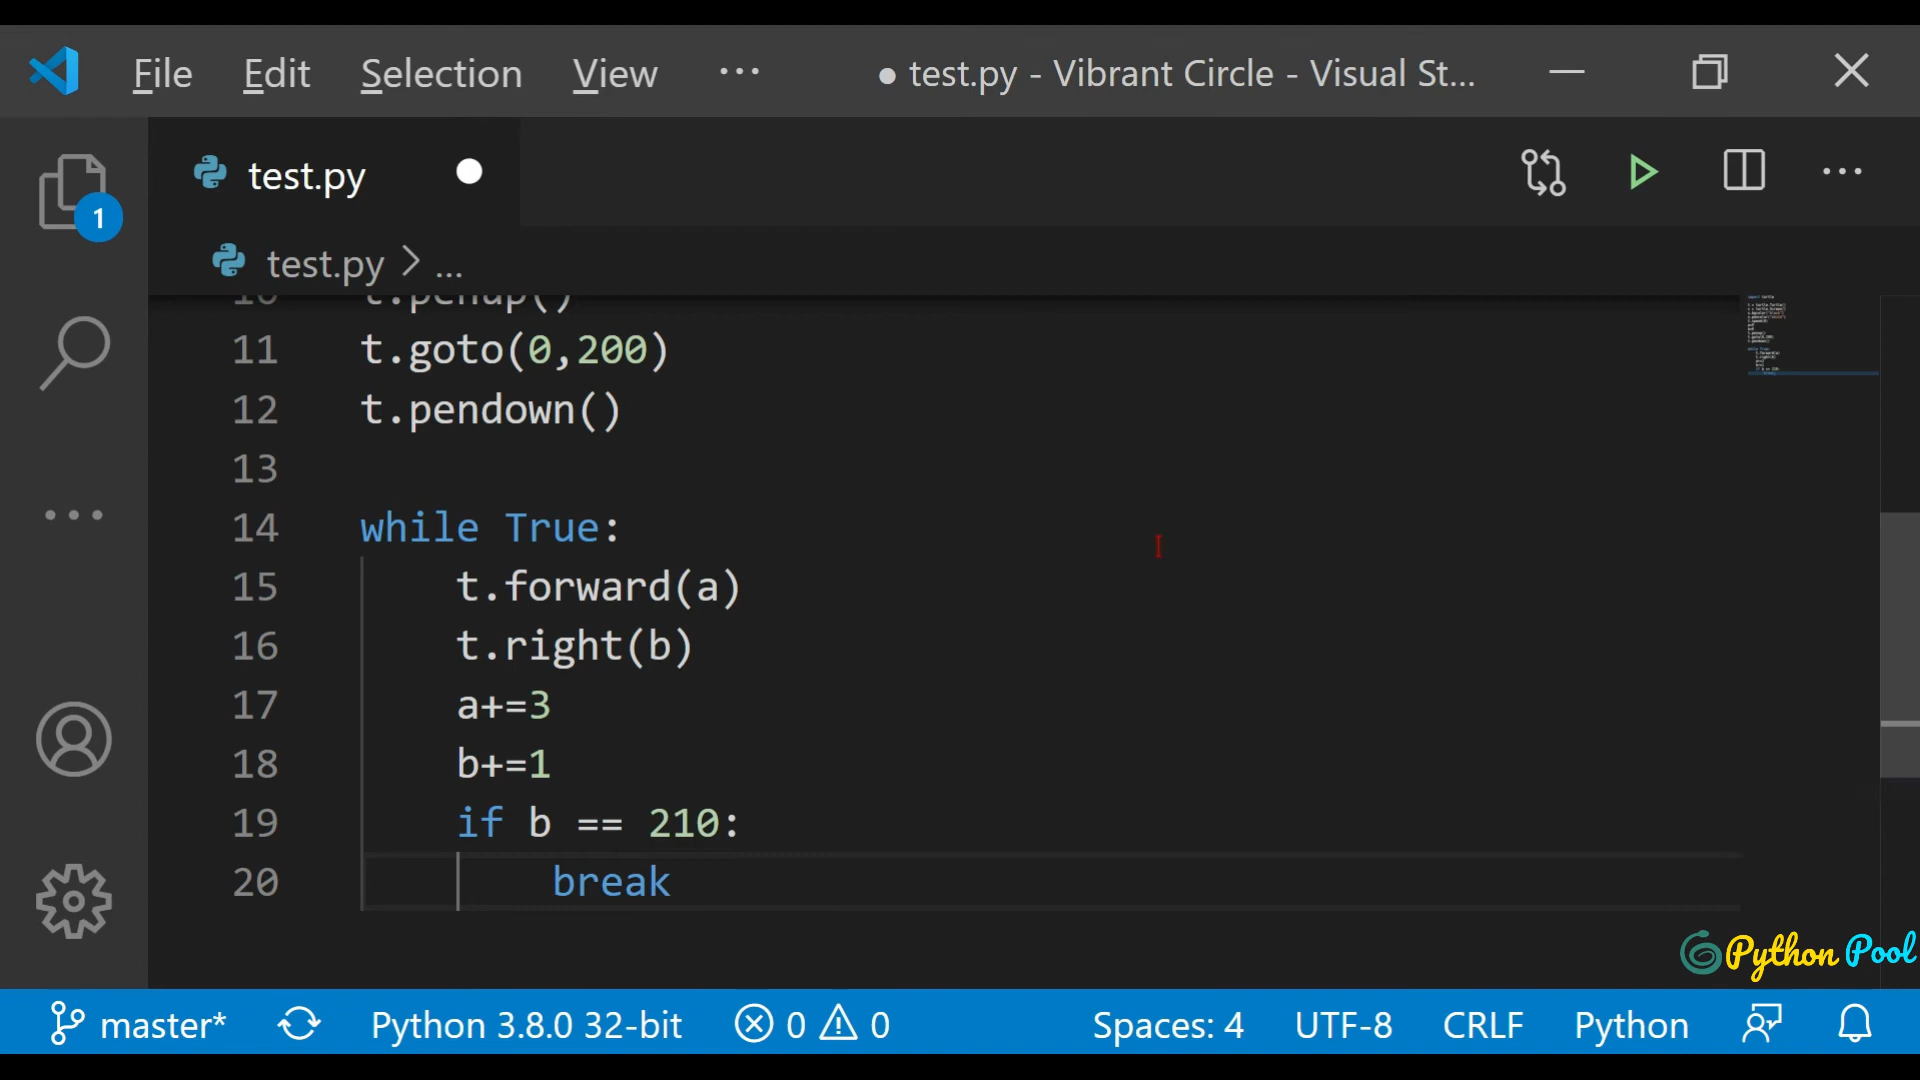 File Edit Selection View ··· ● test.py - Vibrant Circle - Visual St...
test.py
1
test.py > ...
10 t.penup()
11 t.goto(0,200)
12 t.pendown()
13
14 while True:
15 t.forward(a)
16 t.right(b)
17 a+=3
18 b+=1
19 if b == 210:
20 break
Python Pool
master* Python 3.8.0 32-bit 0 0 Spaces: 4 UTF-8 CRLF Python